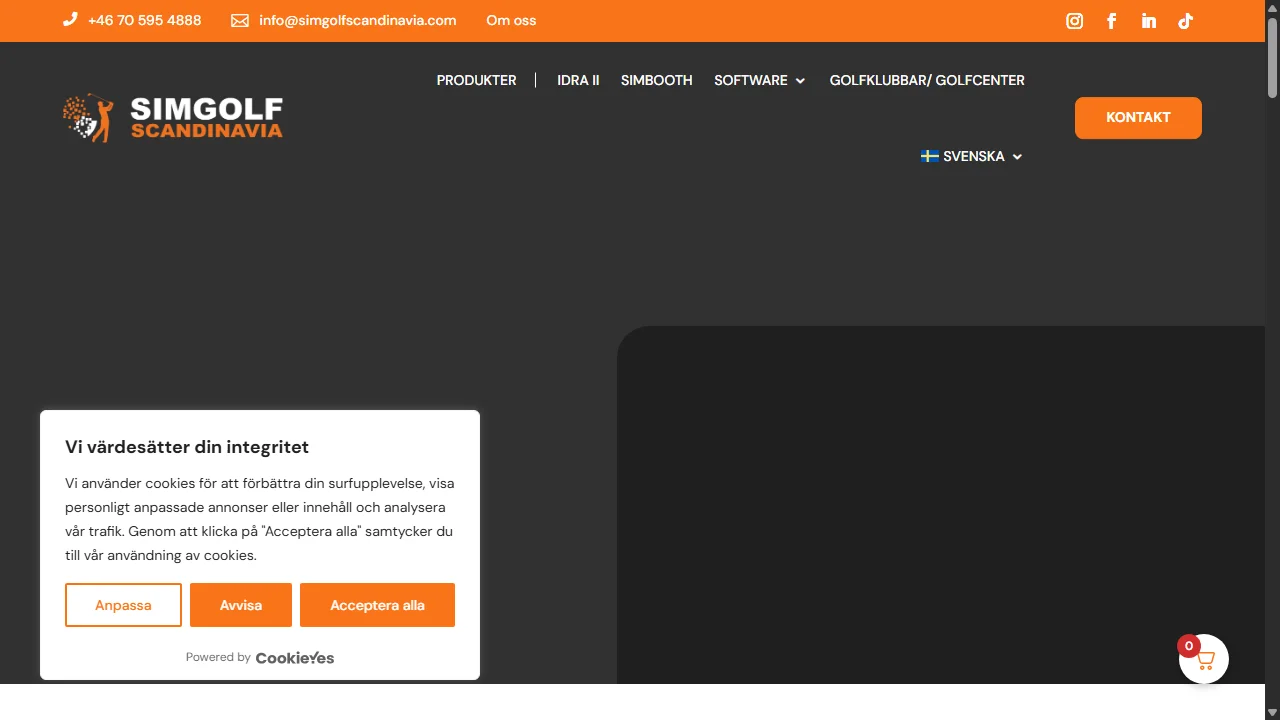 +46 70 595 4888
info@simgolfscandinavia.com
Om oss
PRODUKTER
IDRA II
SIMBOOTH
SOFTWARE
GOLFKLUBBAR/ GOLFCENTER
SIMGOLF
SCANDINAVIA
KONTAKT
SVENSKA
Vi värdesätter din integritet
Vi använder cookies för att förbättra din surfupplevelse, visa
personligt anpassade annonser eller innehåll och analysera
vår trafik. Genom att klicka på "Acceptera alla" samtycker du
till vår användning av cookies.
Anpassa
Avvisa
Acceptera alla
Powered by CookieYes
0